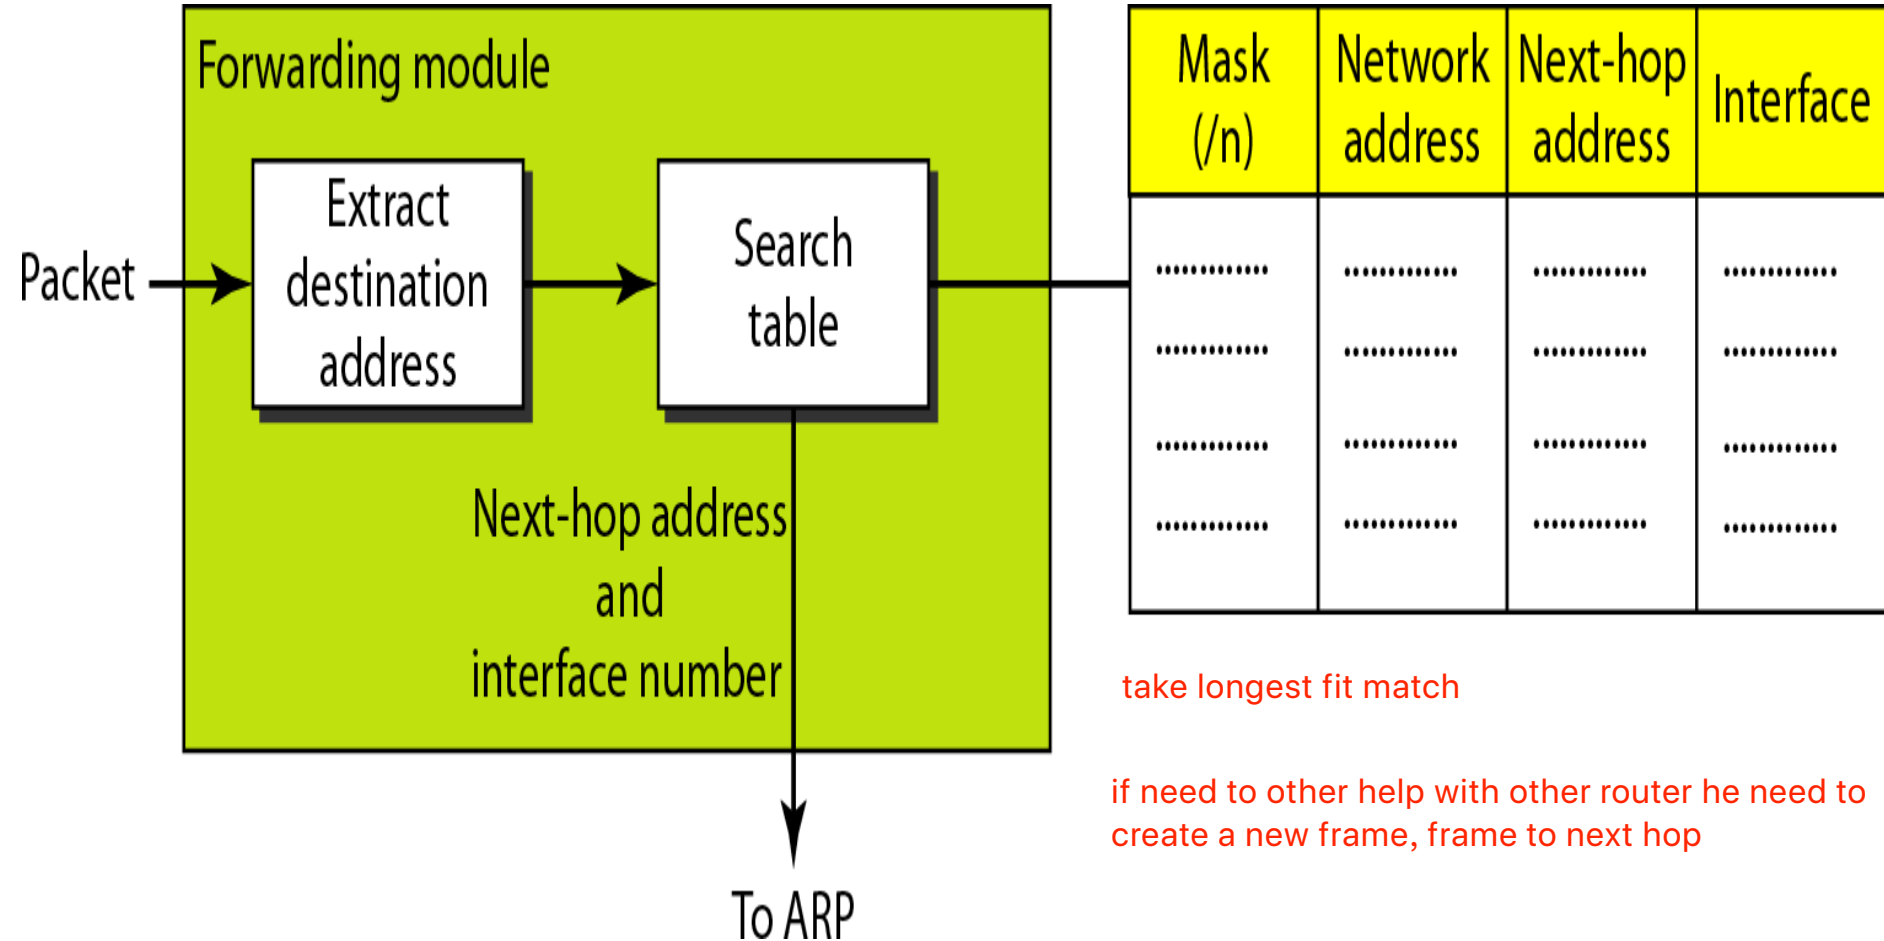 Forwarding module
Packet
Extract
destination
address
Search
table
Next-hop address
and
interface number
To ARP
Mask
(/n)
Network
address
Next-hop
address
Interface
take longest fit match
if need to other help with other router he need to
create a new frame, frame to next hop